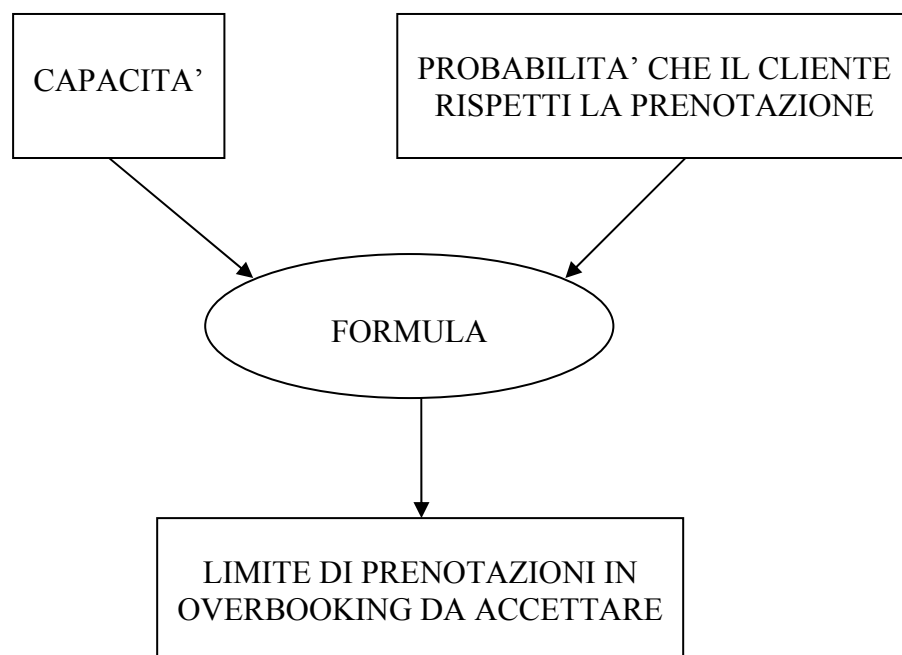 CAPACITA’
PROBABILITA’ CHE IL CLIENTE
RISPETTI LA PRENOTAZIONE
FORMULA
LIMITE DI PRENOTAZIONI IN
OVERBOOKING DA ACCETTARE